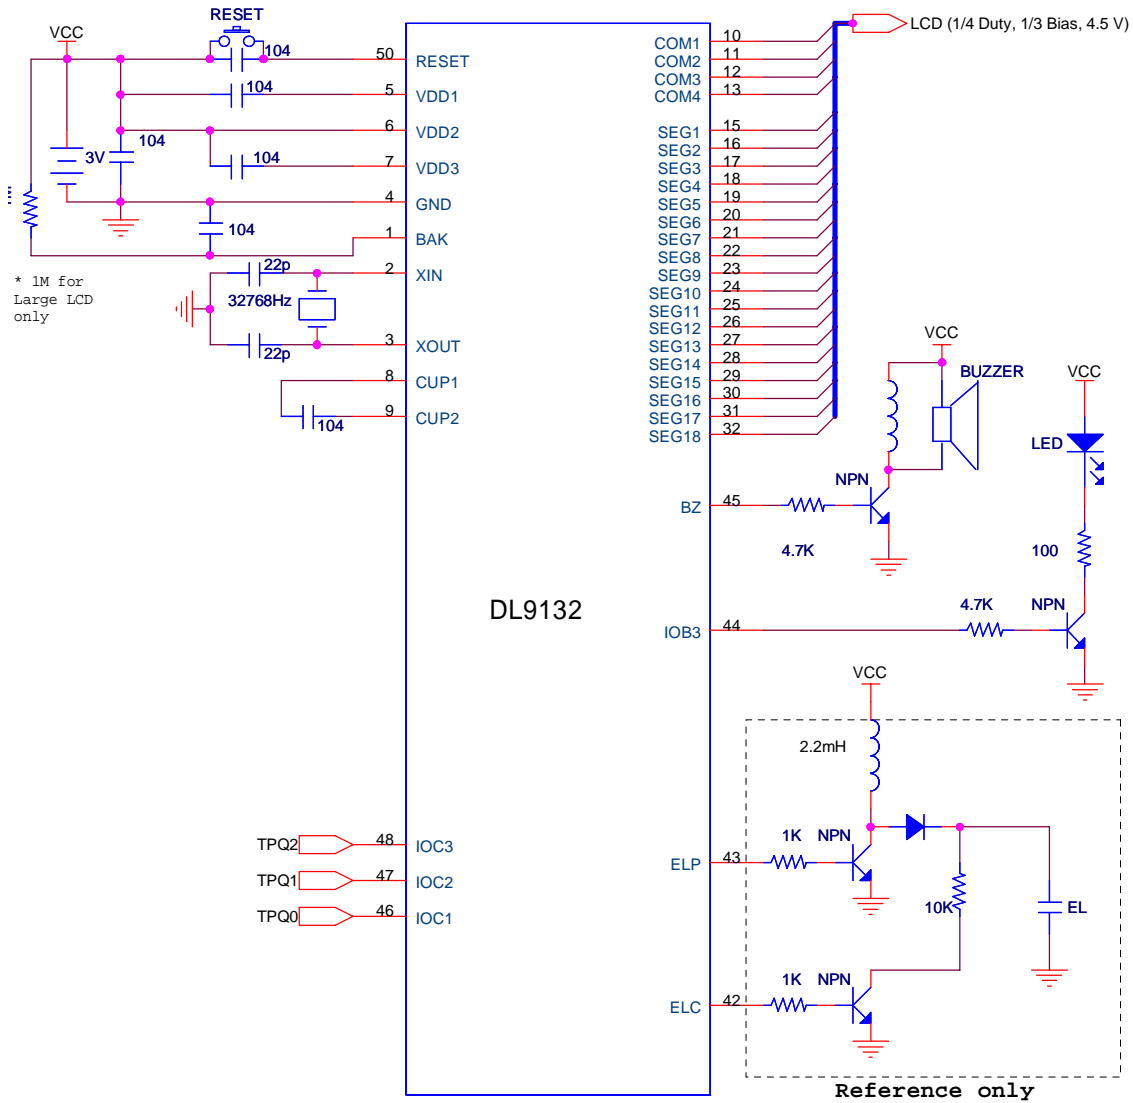 RESET
VCC
104
50 RESET
104
5 VDD1
6 VDD2
104
3V
104
7 VDD3
4 GND
104
1 BAK
* 1M for
Large LCD
only
22p
2 XIN
32768Hz
22p
3 XOUT
8 CUP1
104
9 CUP2
DL9132
TPQ2
48 IOC3
TPQ1
47 IOC2
TPQ0
46 IOC1
LCD (1/4 Duty, 1/3 Bias, 4.5 V)
COM1 10
COM2 11
COM3 12
COM4 13
SEG1 15
SEG2 16
SEG3 17
SEG4 18
SEG5 19
SEG6 20
SEG7 21
SEG8 22
SEG9 23
SEG10 24
SEG11 25
SEG12 26
SEG13 27
SEG14 28
SEG15 29
SEG16 30
SEG17 31
SEG18 32
VCC
BUZZER
VCC
LED
NPN
BZ 45
4.7K
100
4.7K
NPN
IOB3 44
VCC
2.2mH
1K NPN
ELP 43
10K
EL
1K NPN
ELC 42
Reference only